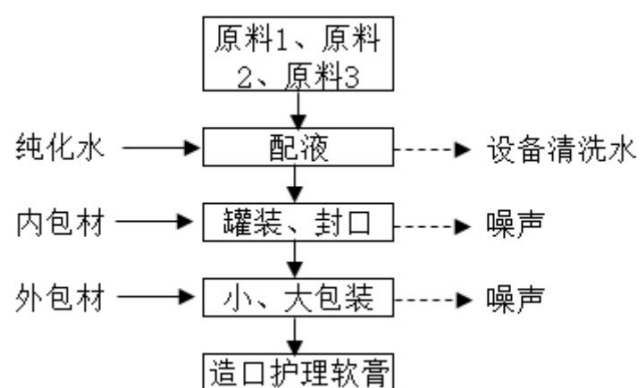 原料1、原料
2、原料3
纯化水
配液
设备清洗水
内包材
罐装、封口
噪声
外包材
小、大包装
噪声
造口护理软膏